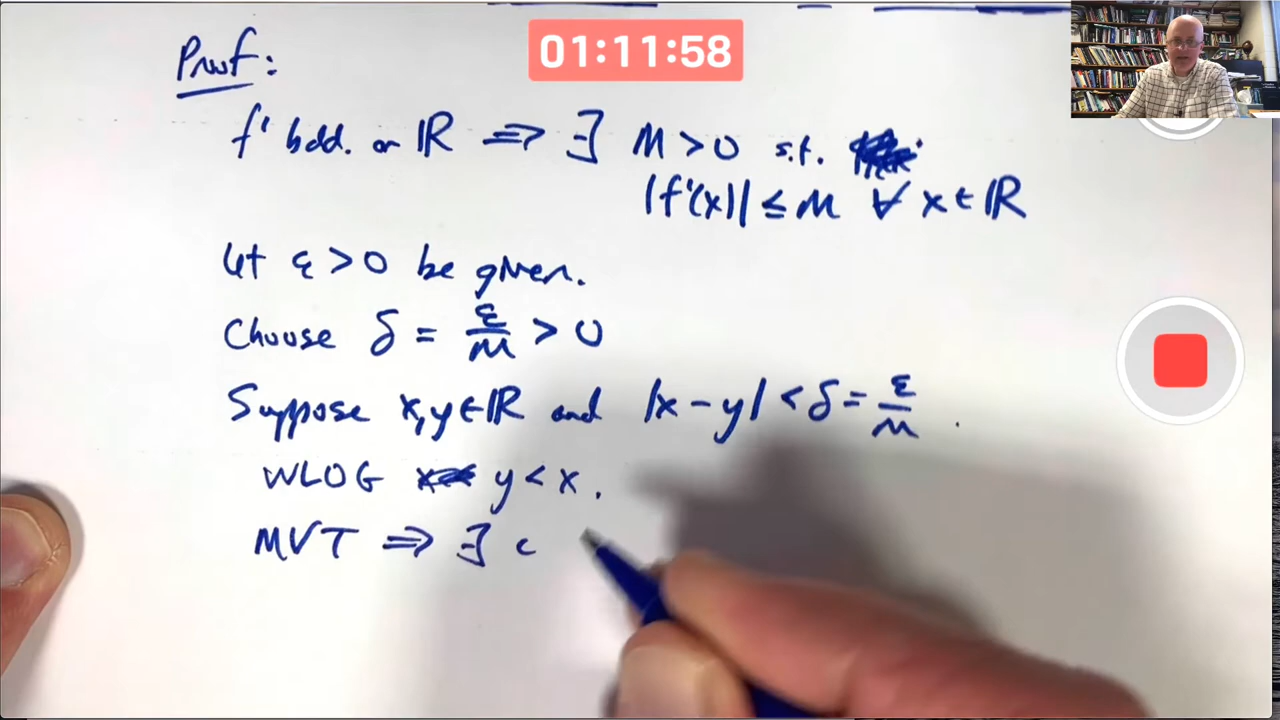 01:11:58
Proof:
f' bdd. on ℝ ⇒ ∃ M > 0 s.t.
|f'(x)| ≤ M ∀ x ∈ ℝ
Let ε > 0 be given.
Choose δ = ε/M > 0
Suppose x, y ∈ ℝ and |x - y| < δ = ε/M .
WLOG y < x .
MVT ⇒ ∃ c